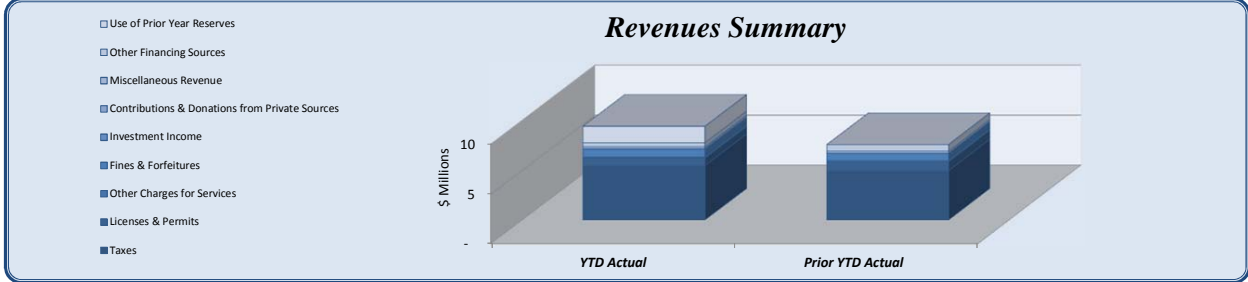 Revenues Summary
Use of Prior Year Reserves
Other Financing Sources
Miscellaneous Revenue
Contributions & Donations from Private Sources
Investment Income
Fines & Forfeitures
Other Charges for Services
Licenses & Permits
Taxes
$ Millions
10
5
-
YTD Actual
Prior YTD Actual